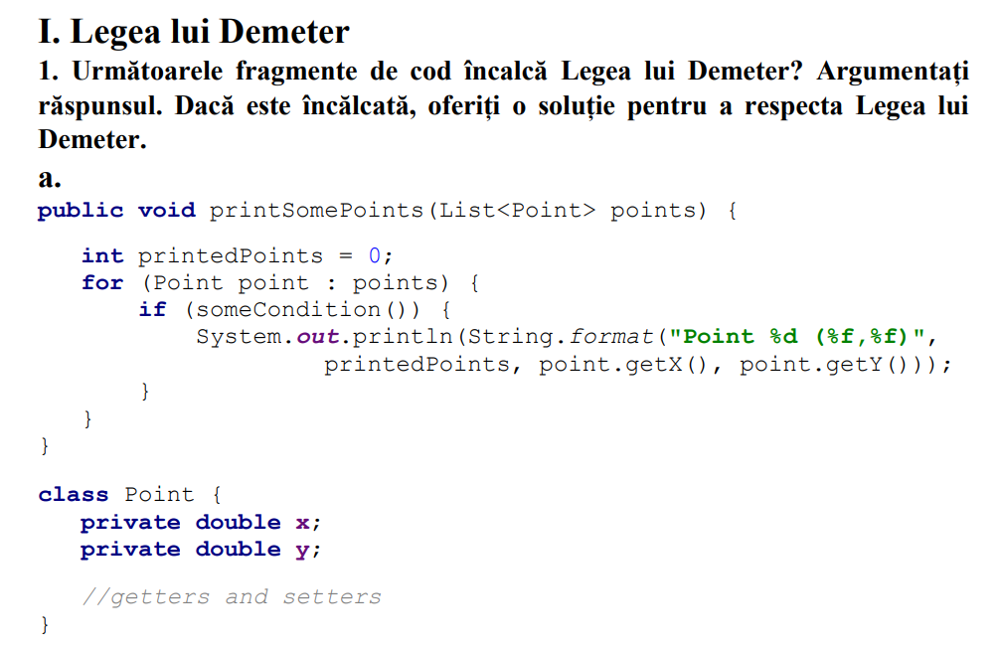 I. Legea lui Demeter
1. Următoarele fragmente de cod încalcă Legea lui Demeter? Argumentați
răspunsul. Dacă este încălcată, oferiți o soluție pentru a respecta Legea lui
Demeter.
a.
public void printSomePoints(List<Point> points) {
int printedPoints = 0;
for (Point point : points) {
if (someCondition()) {
System.out.println(String.format("Point %d (%f,%f)",
printedPoints, point.getX(), point.getY()));
}
}
}
class Point {
private double x;
private double y;
//getters and setters
}